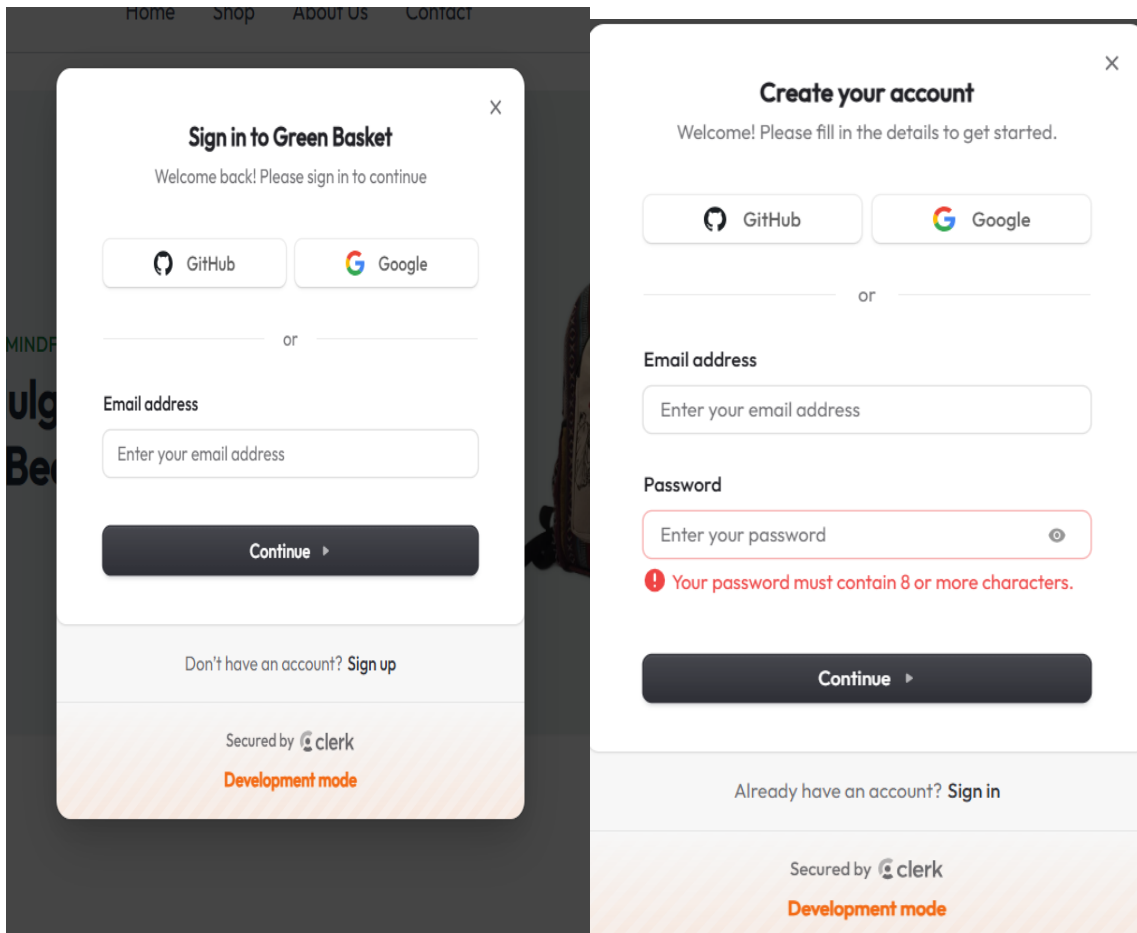 Home Shop About Us Contact
Sign in to Green Basket
Welcome back! Please sign in to continue
GitHub
Google
or
Email address
Enter your email address
Continue
Don't have an account? Sign up
Secured by clerk
Development mode
MINDF
ulg
Bec
Create your account
Welcome! Please fill in the details to get started.
GitHub
Google
or
Email address
Enter your email address
Password
Enter your password
Your password must contain 8 or more characters.
Continue
Already have an account? Sign in
Secured by clerk
Development mode